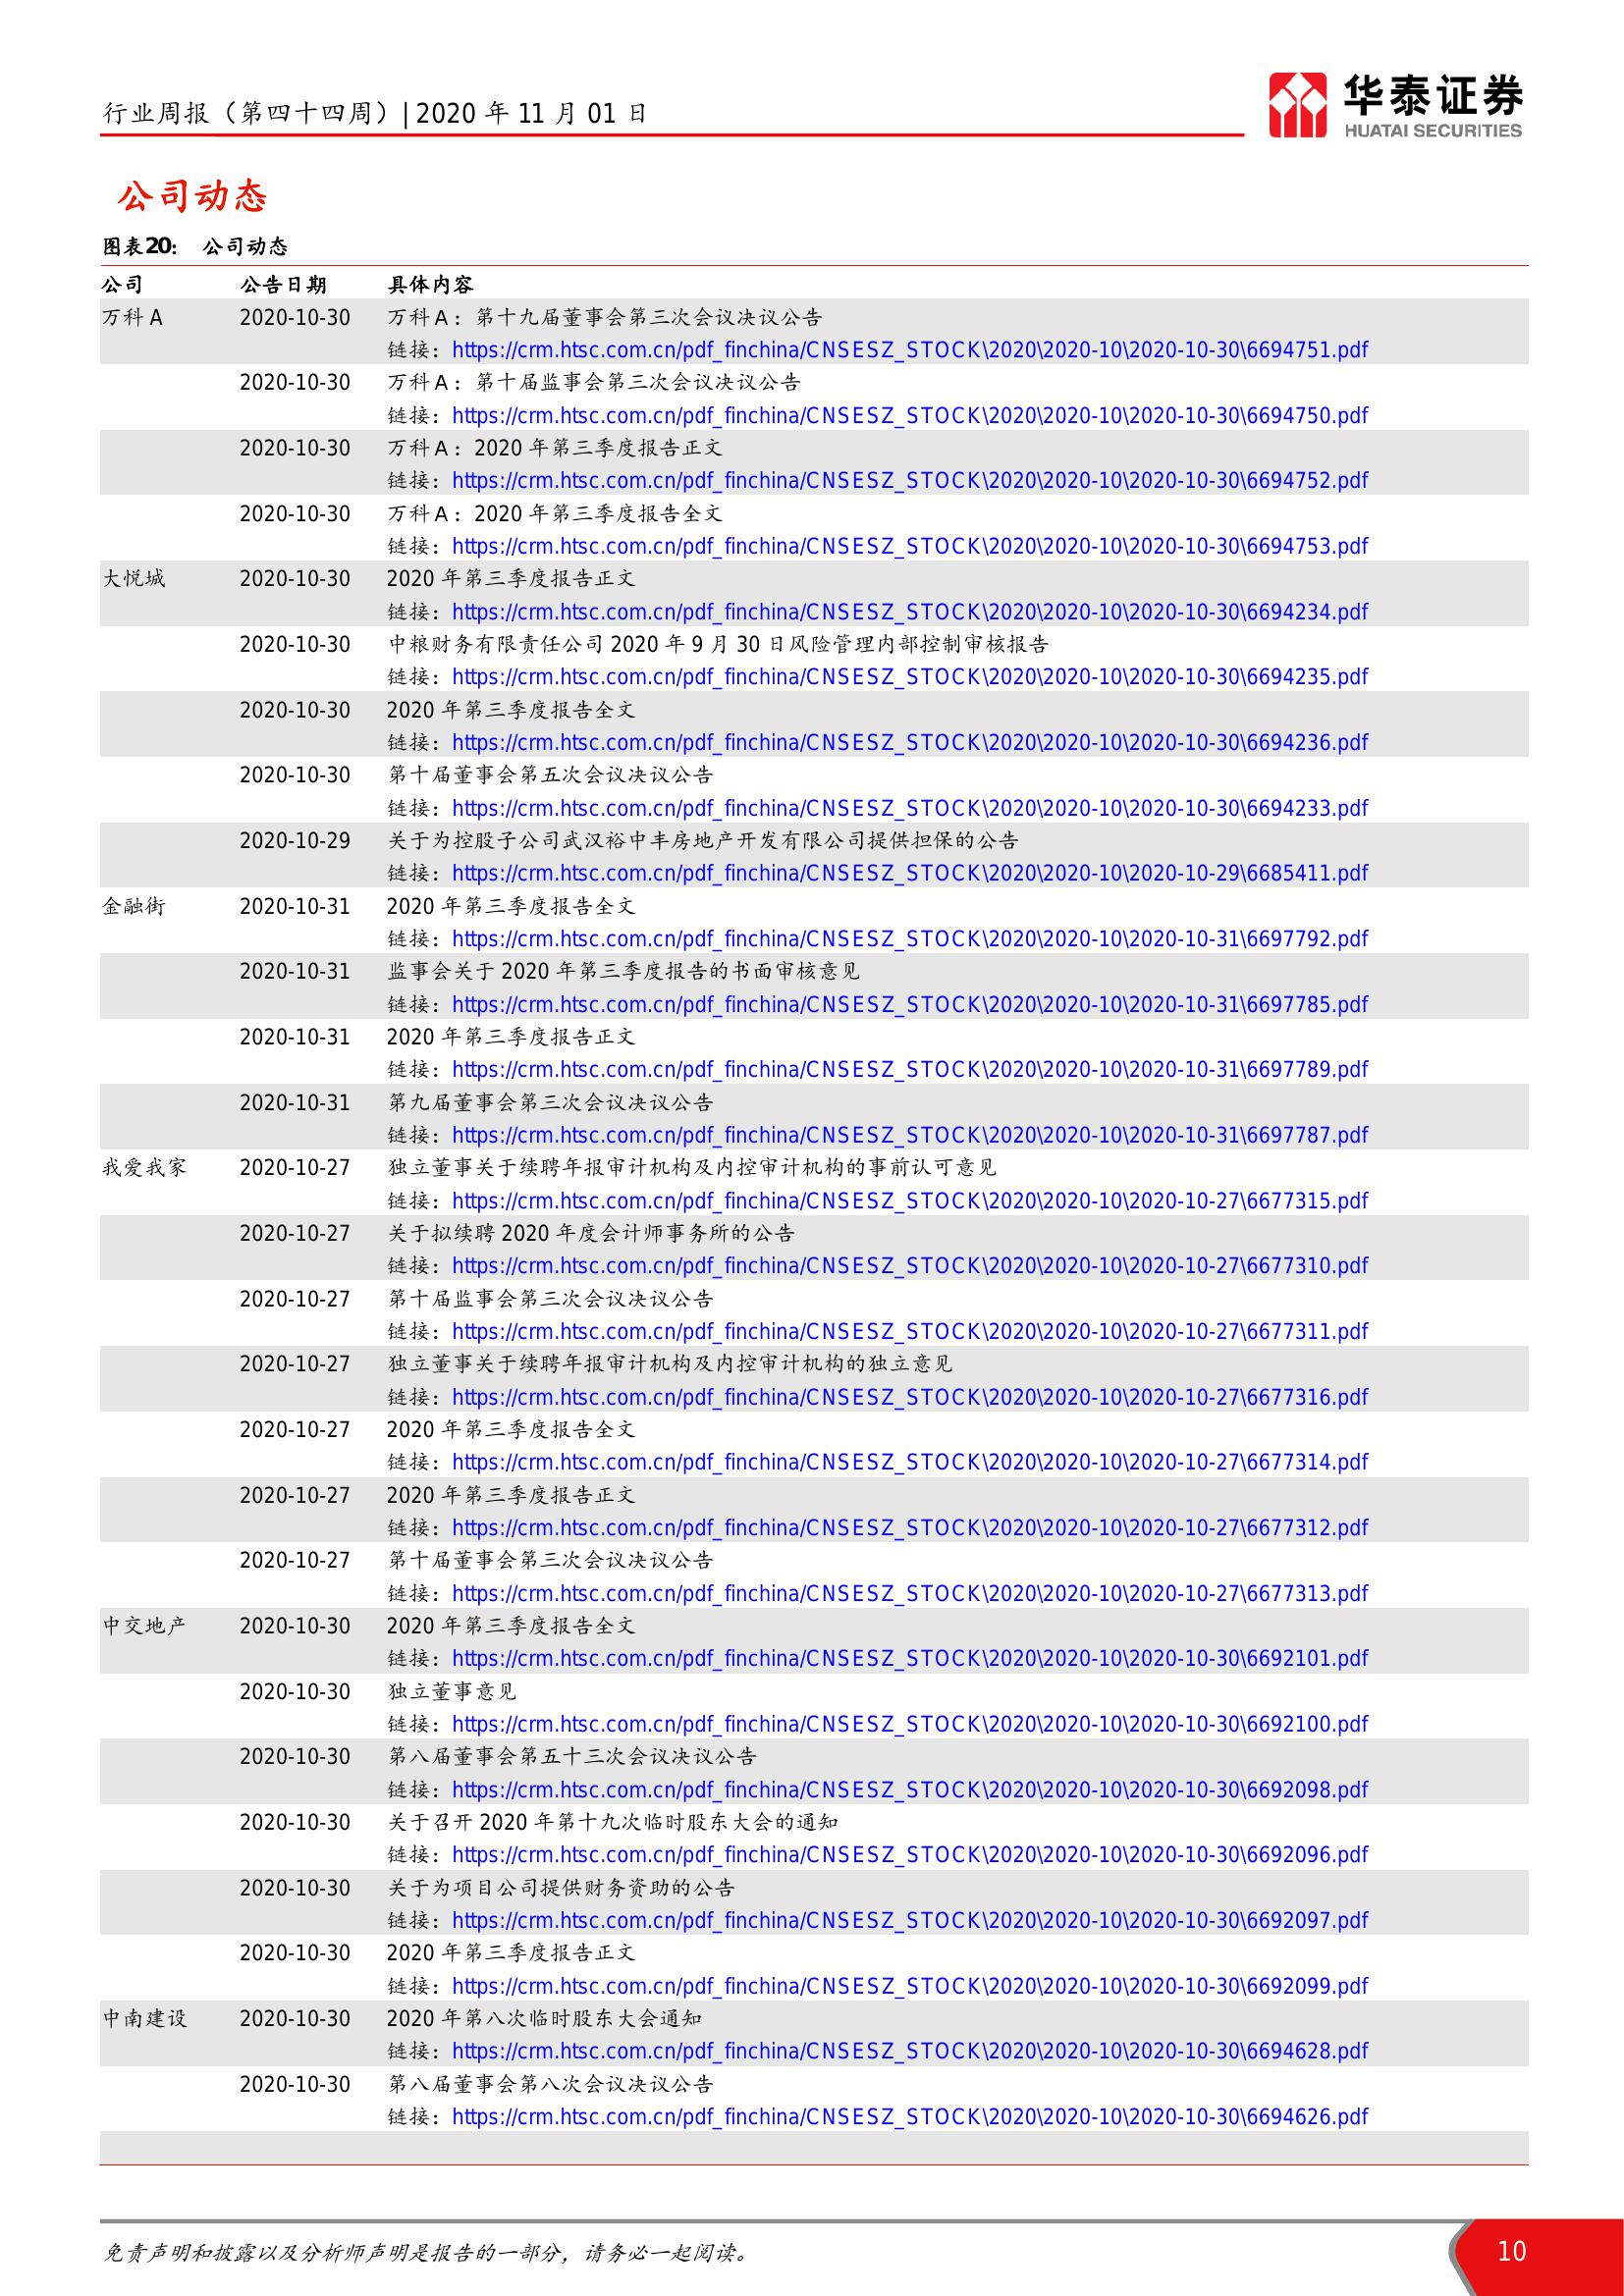 行业周报（第四十四周）| 2020 年 11 月 01 日
华泰证券
HUATAI SECURITIES
公司动态
图表20： 公司动态
公司 公告日期 具体内容
万科 A 2020-10-30 万科A：第十九届董事会第三次会议决议公告
链接：https://crm.htsc.com.cn/pdf_finchina/CNSESZ_STOCK\2020\2020-10\2020-10-30\6694751.pdf
2020-10-30 万科A：第十届监事会第三次会议决议公告
链接：https://crm.htsc.com.cn/pdf_finchina/CNSESZ_STOCK\2020\2020-10\2020-10-30\6694750.pdf
2020-10-30 万科A：2020 年第三季度报告正文
链接：https://crm.htsc.com.cn/pdf_finchina/CNSESZ_STOCK\2020\2020-10\2020-10-30\6694752.pdf
2020-10-30 万科A：2020 年第三季度报告全文
链接：https://crm.htsc.com.cn/pdf_finchina/CNSESZ_STOCK\2020\2020-10\2020-10-30\6694753.pdf
大悦城 2020-10-30 2020 年第三季度报告正文
链接：https://crm.htsc.com.cn/pdf_finchina/CNSESZ_STOCK\2020\2020-10\2020-10-30\6694234.pdf
2020-10-30 中粮财务有限责任公司 2020 年 9 月 30 日风险管理内部控制审核报告
链接：https://crm.htsc.com.cn/pdf_finchina/CNSESZ_STOCK\2020\2020-10\2020-10-30\6694235.pdf
2020-10-30 2020 年第三季度报告全文
链接：https://crm.htsc.com.cn/pdf_finchina/CNSESZ_STOCK\2020\2020-10\2020-10-30\6694236.pdf
2020-10-30 第十届董事会第五次会议决议公告
链接：https://crm.htsc.com.cn/pdf_finchina/CNSESZ_STOCK\2020\2020-10\2020-10-30\6694233.pdf
2020-10-29 关于为控股子公司武汉裕中丰房地产开发有限公司提供担保的公告
链接：https://crm.htsc.com.cn/pdf_finchina/CNSESZ_STOCK\2020\2020-10\2020-10-29\6685411.pdf
金融街 2020-10-31 2020 年第三季度报告全文
链接：https://crm.htsc.com.cn/pdf_finchina/CNSESZ_STOCK\2020\2020-10\2020-10-31\6697792.pdf
2020-10-31 监事会关于 2020 年第三季度报告的书面审核意见
链接：https://crm.htsc.com.cn/pdf_finchina/CNSESZ_STOCK\2020\2020-10\2020-10-31\6697785.pdf
2020-10-31 2020 年第三季度报告正文
链接：https://crm.htsc.com.cn/pdf_finchina/CNSESZ_STOCK\2020\2020-10\2020-10-31\6697789.pdf
2020-10-31 第九届董事会第三次会议决议公告
链接：https://crm.htsc.com.cn/pdf_finchina/CNSESZ_STOCK\2020\2020-10\2020-10-31\6697787.pdf
我爱我家 2020-10-27 独立董事关于续聘年报审计机构及内控审计机构的事前认可意见
链接：https://crm.htsc.com.cn/pdf_finchina/CNSESZ_STOCK\2020\2020-10\2020-10-27\6677315.pdf
2020-10-27 关于拟续聘 2020 年度会计师事务所的公告
链接：https://crm.htsc.com.cn/pdf_finchina/CNSESZ_STOCK\2020\2020-10\2020-10-27\6677310.pdf
2020-10-27 第十届监事会第三次会议决议公告
链接：https://crm.htsc.com.cn/pdf_finchina/CNSESZ_STOCK\2020\2020-10\2020-10-27\6677311.pdf
2020-10-27 独立董事关于续聘年报审计机构及内控审计机构的独立意见
链接：https://crm.htsc.com.cn/pdf_finchina/CNSESZ_STOCK\2020\2020-10\2020-10-27\6677316.pdf
2020-10-27 2020 年第三季度报告全文
链接：https://crm.htsc.com.cn/pdf_finchina/CNSESZ_STOCK\2020\2020-10\2020-10-27\6677314.pdf
2020-10-27 2020 年第三季度报告正文
链接：https://crm.htsc.com.cn/pdf_finchina/CNSESZ_STOCK\2020\2020-10\2020-10-27\6677312.pdf
2020-10-27 第十届董事会第三次会议决议公告
链接：https://crm.htsc.com.cn/pdf_finchina/CNSESZ_STOCK\2020\2020-10\2020-10-27\6677313.pdf
中交地产 2020-10-30 2020 年第三季度报告全文
链接：https://crm.htsc.com.cn/pdf_finchina/CNSESZ_STOCK\2020\2020-10\2020-10-30\6692101.pdf
2020-10-30 独立董事意见
链接：https://crm.htsc.com.cn/pdf_finchina/CNSESZ_STOCK\2020\2020-10\2020-10-30\6692100.pdf
2020-10-30 第八届董事会第五十三次会议决议公告
链接：https://crm.htsc.com.cn/pdf_finchina/CNSESZ_STOCK\2020\2020-10\2020-10-30\6692098.pdf
2020-10-30 关于召开 2020 年第十九次临时股东大会的通知
链接：https://crm.htsc.com.cn/pdf_finchina/CNSESZ_STOCK\2020\2020-10\2020-10-30\6692096.pdf
2020-10-30 关于为项目公司提供财务资助的公告
链接：https://crm.htsc.com.cn/pdf_finchina/CNSESZ_STOCK\2020\2020-10\2020-10-30\6692097.pdf
2020-10-30 2020 年第三季度报告正文
链接：https://crm.htsc.com.cn/pdf_finchina/CNSESZ_STOCK\2020\2020-10\2020-10-30\6692099.pdf
中南建设 2020-10-30 2020 年第八次临时股东大会通知
链接：https://crm.htsc.com.cn/pdf_finchina/CNSESZ_STOCK\2020\2020-10\2020-10-30\6694628.pdf
2020-10-30 第八届董事会第八次会议决议公告
链接：https://crm.htsc.com.cn/pdf_finchina/CNSESZ_STOCK\2020\2020-10\2020-10-30\6694626.pdf
免责声明和披露以及分析师声明是报告的一部分，请务必一起阅读。
10